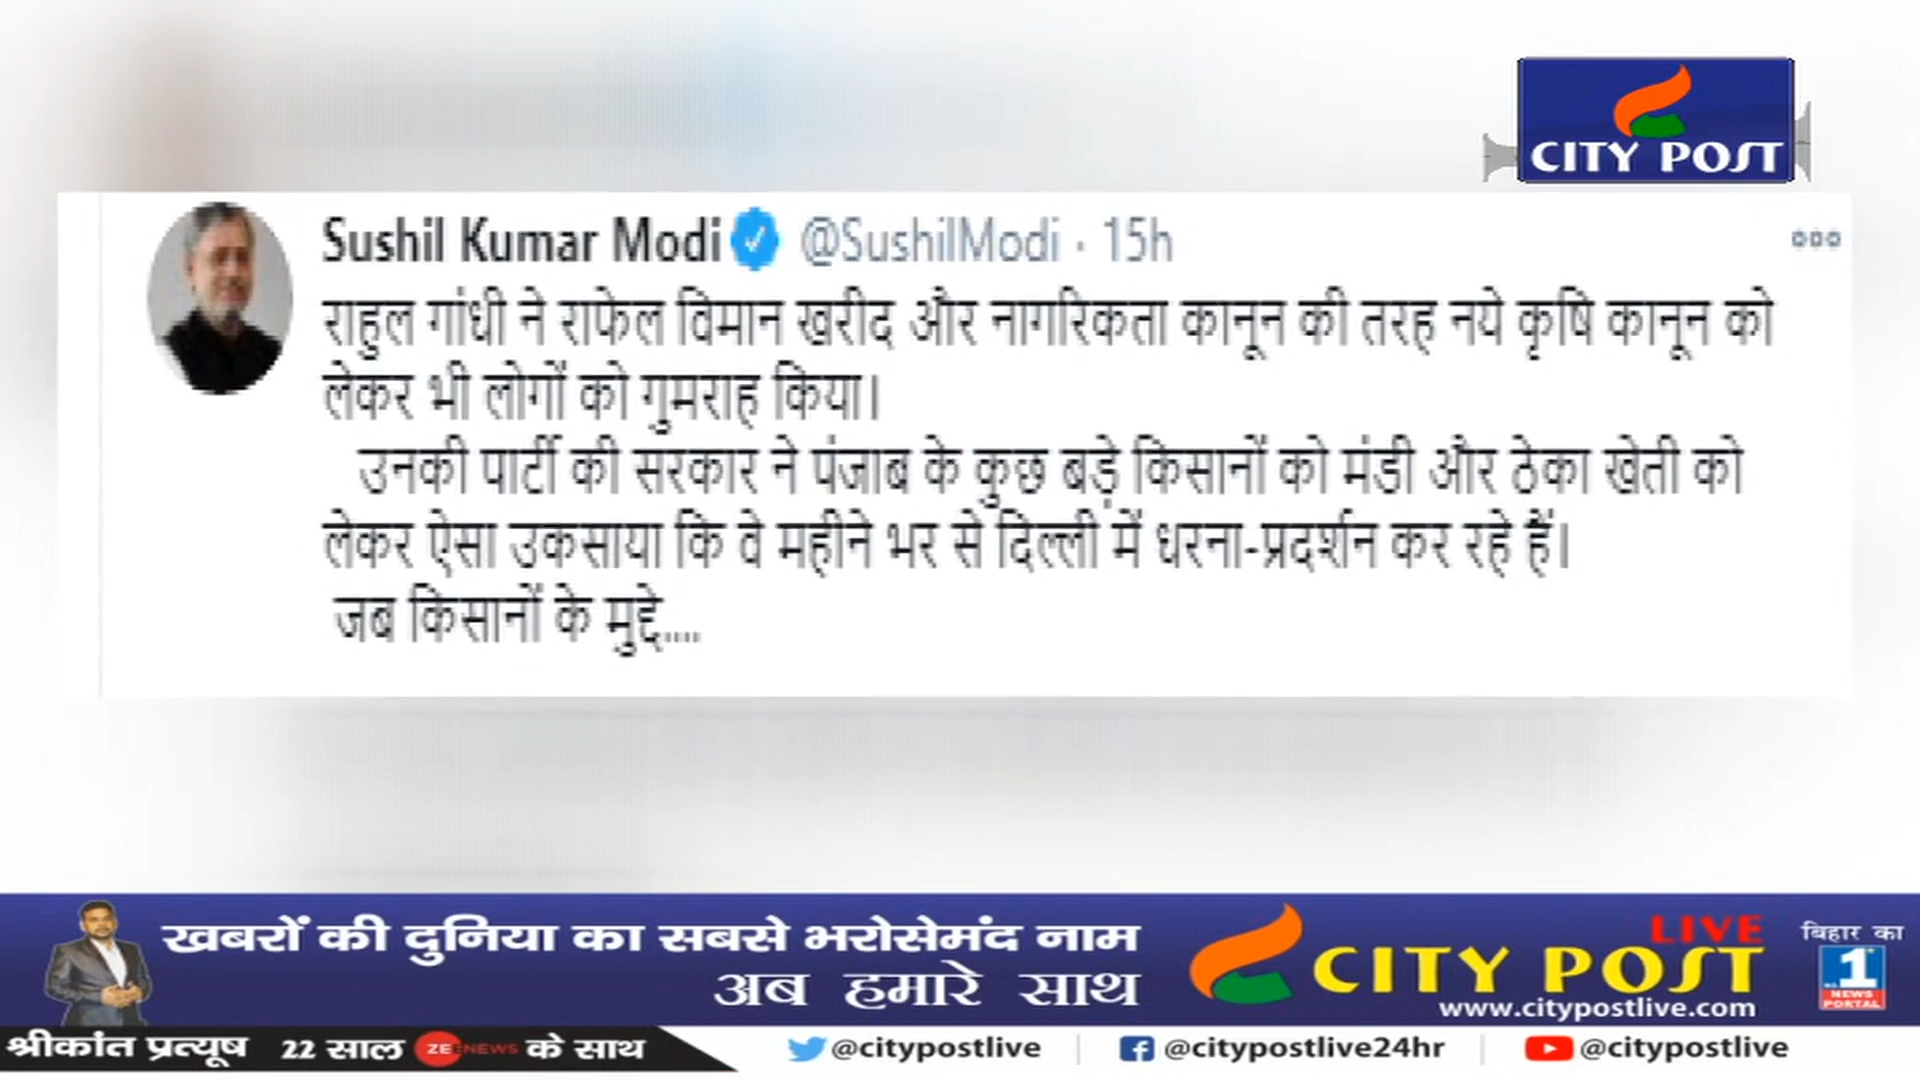 CITY POST
Sushil Kumar Modi @SushilModi · 15h
राहुल गांधी ने राफेल विमान खरीद और नागरिकता कानून की तरह नये कृषि कानून को
लेकर भी लोगों को गुमराह किया।
उनकी पार्टी की सरकार ने पंजाब के कुछ बड़े किसानों को मंडी और ठेका खेती को
लेकर ऐसा उकसाया कि वे महीने भर से दिल्ली में धरना-प्रदर्शन कर रहे हैं।
जब किसानों के मुद्दे....
खबरों की दुनिया का सबसे भरोसेमंद नाम
अब हमारे साथ
LIVE
CITY POST
www.citypostlive.com
बिहार का
No.1
NEWS
PORTAL
श्रीकांत प्रत्यूष 22 साल ZEE NEWS के साथ
@citypostlive @citypostlive24hr @citypostlive